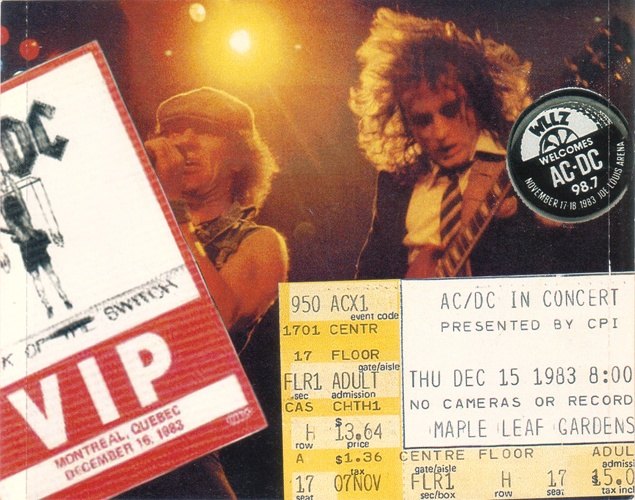 DC
K OF THE SWITCH
VIP
MONTREAL, QUEBEC
DECEMBER 16, 1983
WLLZ
WELCOMES
AC-DC
98.7
NOVEMBER 17-18 1983 JOE LOUIS ARENA
950 ACX1
event code
1701 CENTR
17 FLOOR
gate/aisle
FLR1 ADULT
sec admission
CAS CHTH1
H $13.64
row price
A $1.36
tax
17 07NOV
seat
AC/DC IN CONCERT
PRESENTED BY CPI
THU DEC 15 1983 8:00
NO CAMERAS OR RECORD
MAPLE LEAF GARDENS
CENTRE FLOOR ADUL
gate/aisle admissi
FLR1 H 17 $15.0
sec/box row seat tax incl